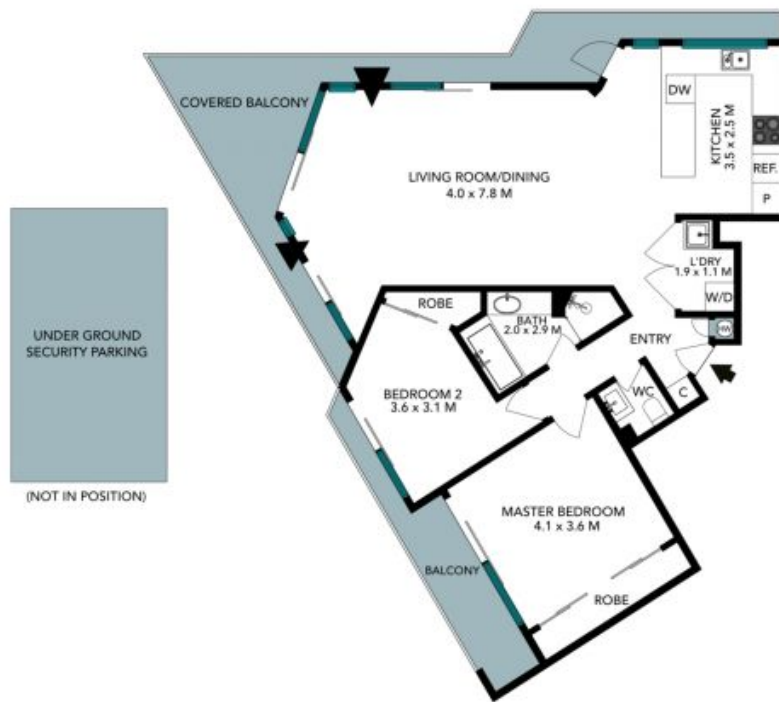 COVERED BALCONY
DW
KITCHEN
3.5 x 2.5 M
REF.
P
LIVING ROOM/DINING
4.0 x 7.8 M
L'DRY
1.9 x 1.1 M
W/D
ROBE
BATH
2.0 x 2.9 M
HW
ENTRY
UNDER GROUND
SECURITY PARKING
(NOT IN POSITION)
BEDROOM 2
3.6 x 3.1 M
WC
C
MASTER BEDROOM
4.1 x 3.6 M
BALCONY
ROBE